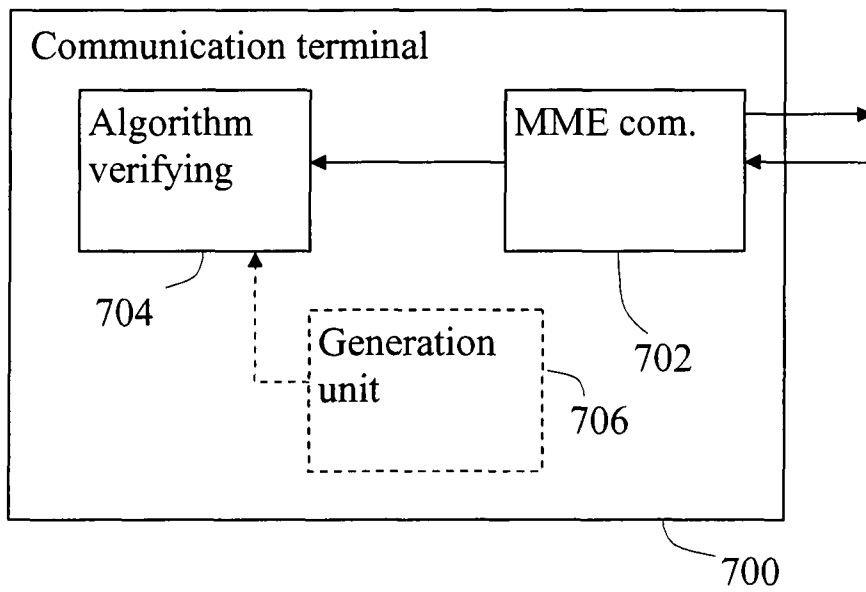 Communication terminal
Algorithm
verifying
MME com.
704
Generation
unit
702
706
700